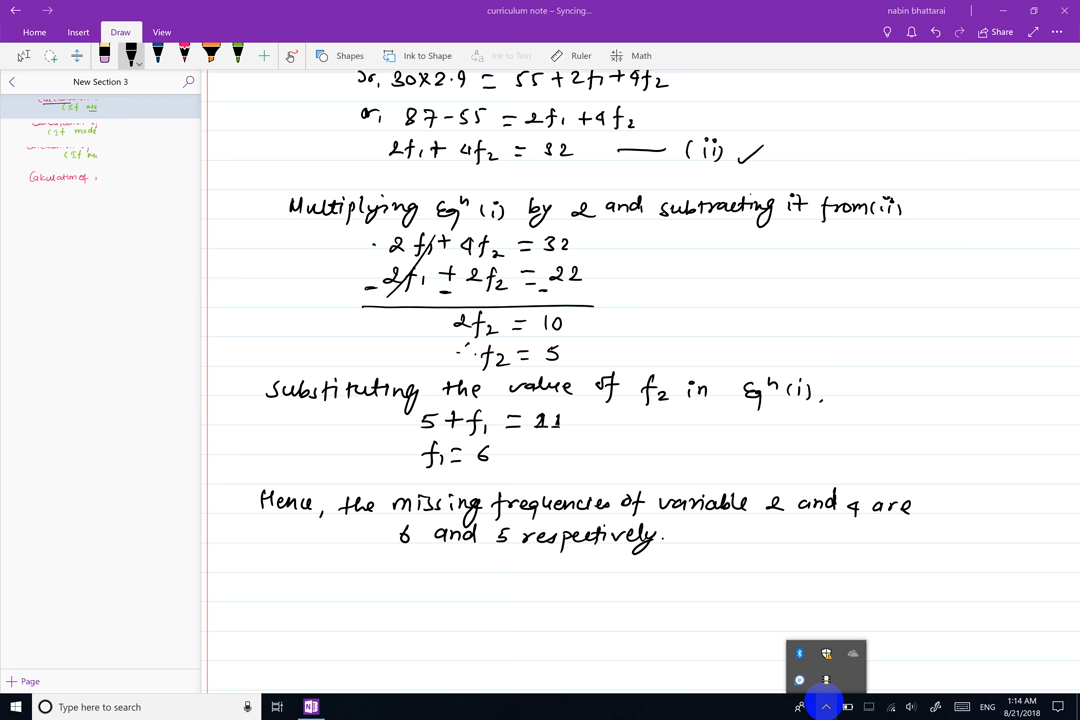 curriculum note – Syncing...
nabin bhattarai
Home
Insert
Draw
View
Share
Shapes
Ink to Shape
Ink to Text
Ruler
Math
New Section 3
(If
(If mode
(If
Calculation of
or, 30×2.9 = 55 + 2f₁ + 4f₂
or, 87-55 = 2f₁ + 4f₂
2f₁ + 4f₂ = 32 —— (ii) ✓
Multiplying Eqⁿ (i) by 2 and subtracting it from (ii)
2f₁ + 4f₂ = 32
- 2f₁ + 2f₂ = 22
- -
2f₂ = 10
∴ f₂ = 5
Substituting the value of f₂ in Eqⁿ (i).
5 + f₁ = 11
f₁ = 6
Hence, the missing frequencies of variable 2 and 4 are
6 and 5 respectively.
+ Page
Type here to search
ENG
1:14 AM
8/21/2018